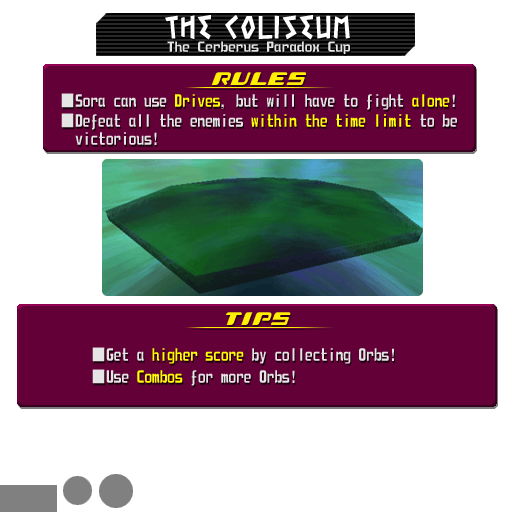 THE COLISEUM
The Cerberus Paradox Cup
RULES
■Sora can use Drives, but will have to fight alone!
■Defeat all the enemies within the time limit to be
victorious!
TIPS
■Get a higher score by collecting Orbs!
■Use Combos for more Orbs!